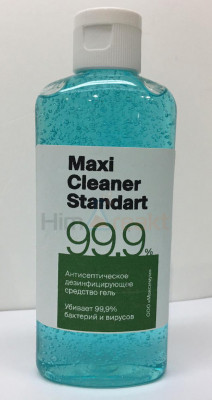 Maxi
Cleaner
Standart
99,9%
Антисептическое
дезинфицирующее
средство гель
Убивает 99,9%
бактерий и вирусов